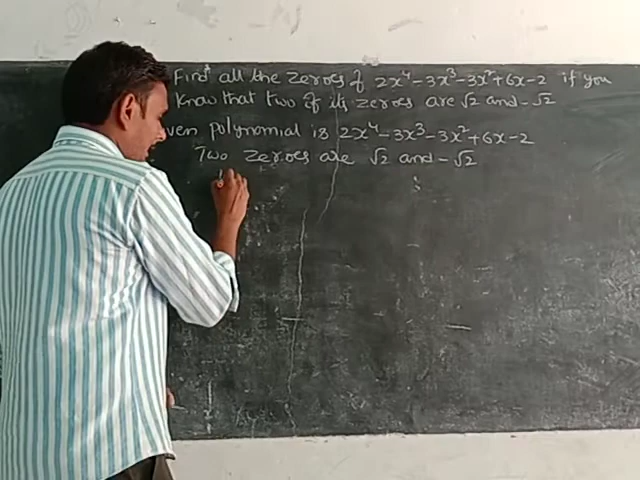 Find all the zeroes of 2x⁴-3x³-3x²+6x-2 if you
know that two of its zeroes are √2 and -√2
ven polynomial is 2x⁴-3x³-3x²+6x-2
Two zeroes are √2 and -√2